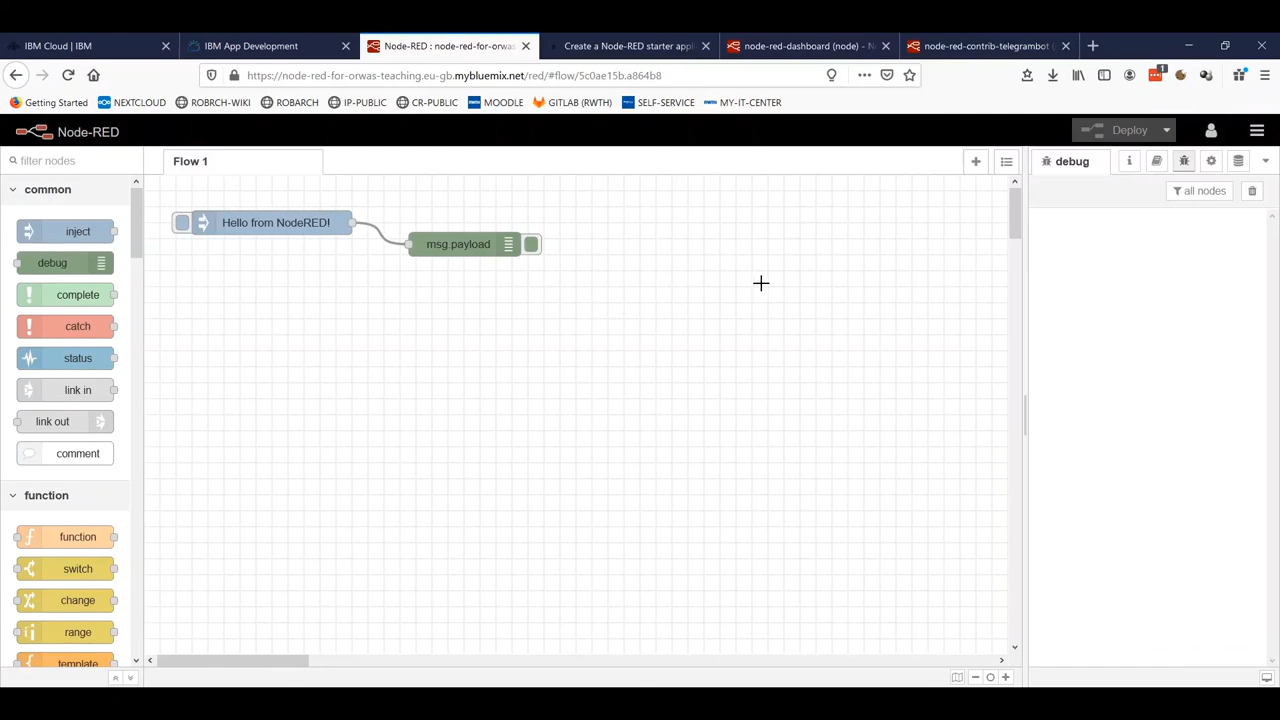 IBM Cloud | IBM
IBM App Development
Node-RED : node-red-for-orwas-
Create a Node-RED starter appl
node-red-dashboard (node) - No
node-red-contrib-telegrambot (
https://node-red-for-orwas-teaching.eu-gb.mybluemix.net/red/#flow/5c0ae15b.a864b8
1
Getting Started
NEXTCLOUD
ROBRCH-WIKI
ROBARCH
IP-PUBLIC
CR-PUBLIC
MOODLE
GITLAB (RWTH)
SELF-SERVICE
MY-IT-CENTER
Node-RED
Deploy
filter nodes
Flow 1
debug
common
all nodes
inject
Hello from NodeRED!
msg.payload
debug
complete
catch
status
link in
link out
comment
function
function
switch
change
range
template